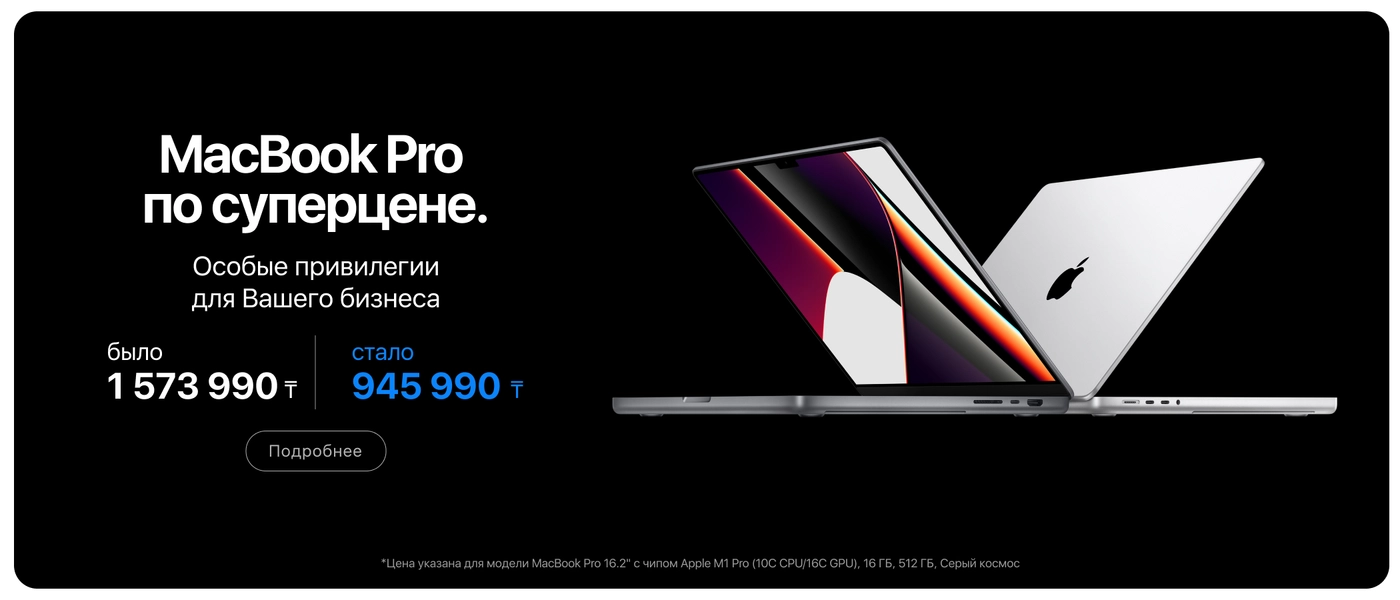 MacBook Pro
по суперцене.
Особые привилегии
для Вашего бизнеса
было
1 573 990 ₸
стало
945 990 ₸
Подробнее
*Цена указана для модели MacBook Pro 16.2" с чипом Apple M1 Pro (10C CPU/16C GPU), 16 ГБ, 512 ГБ, Серый космос